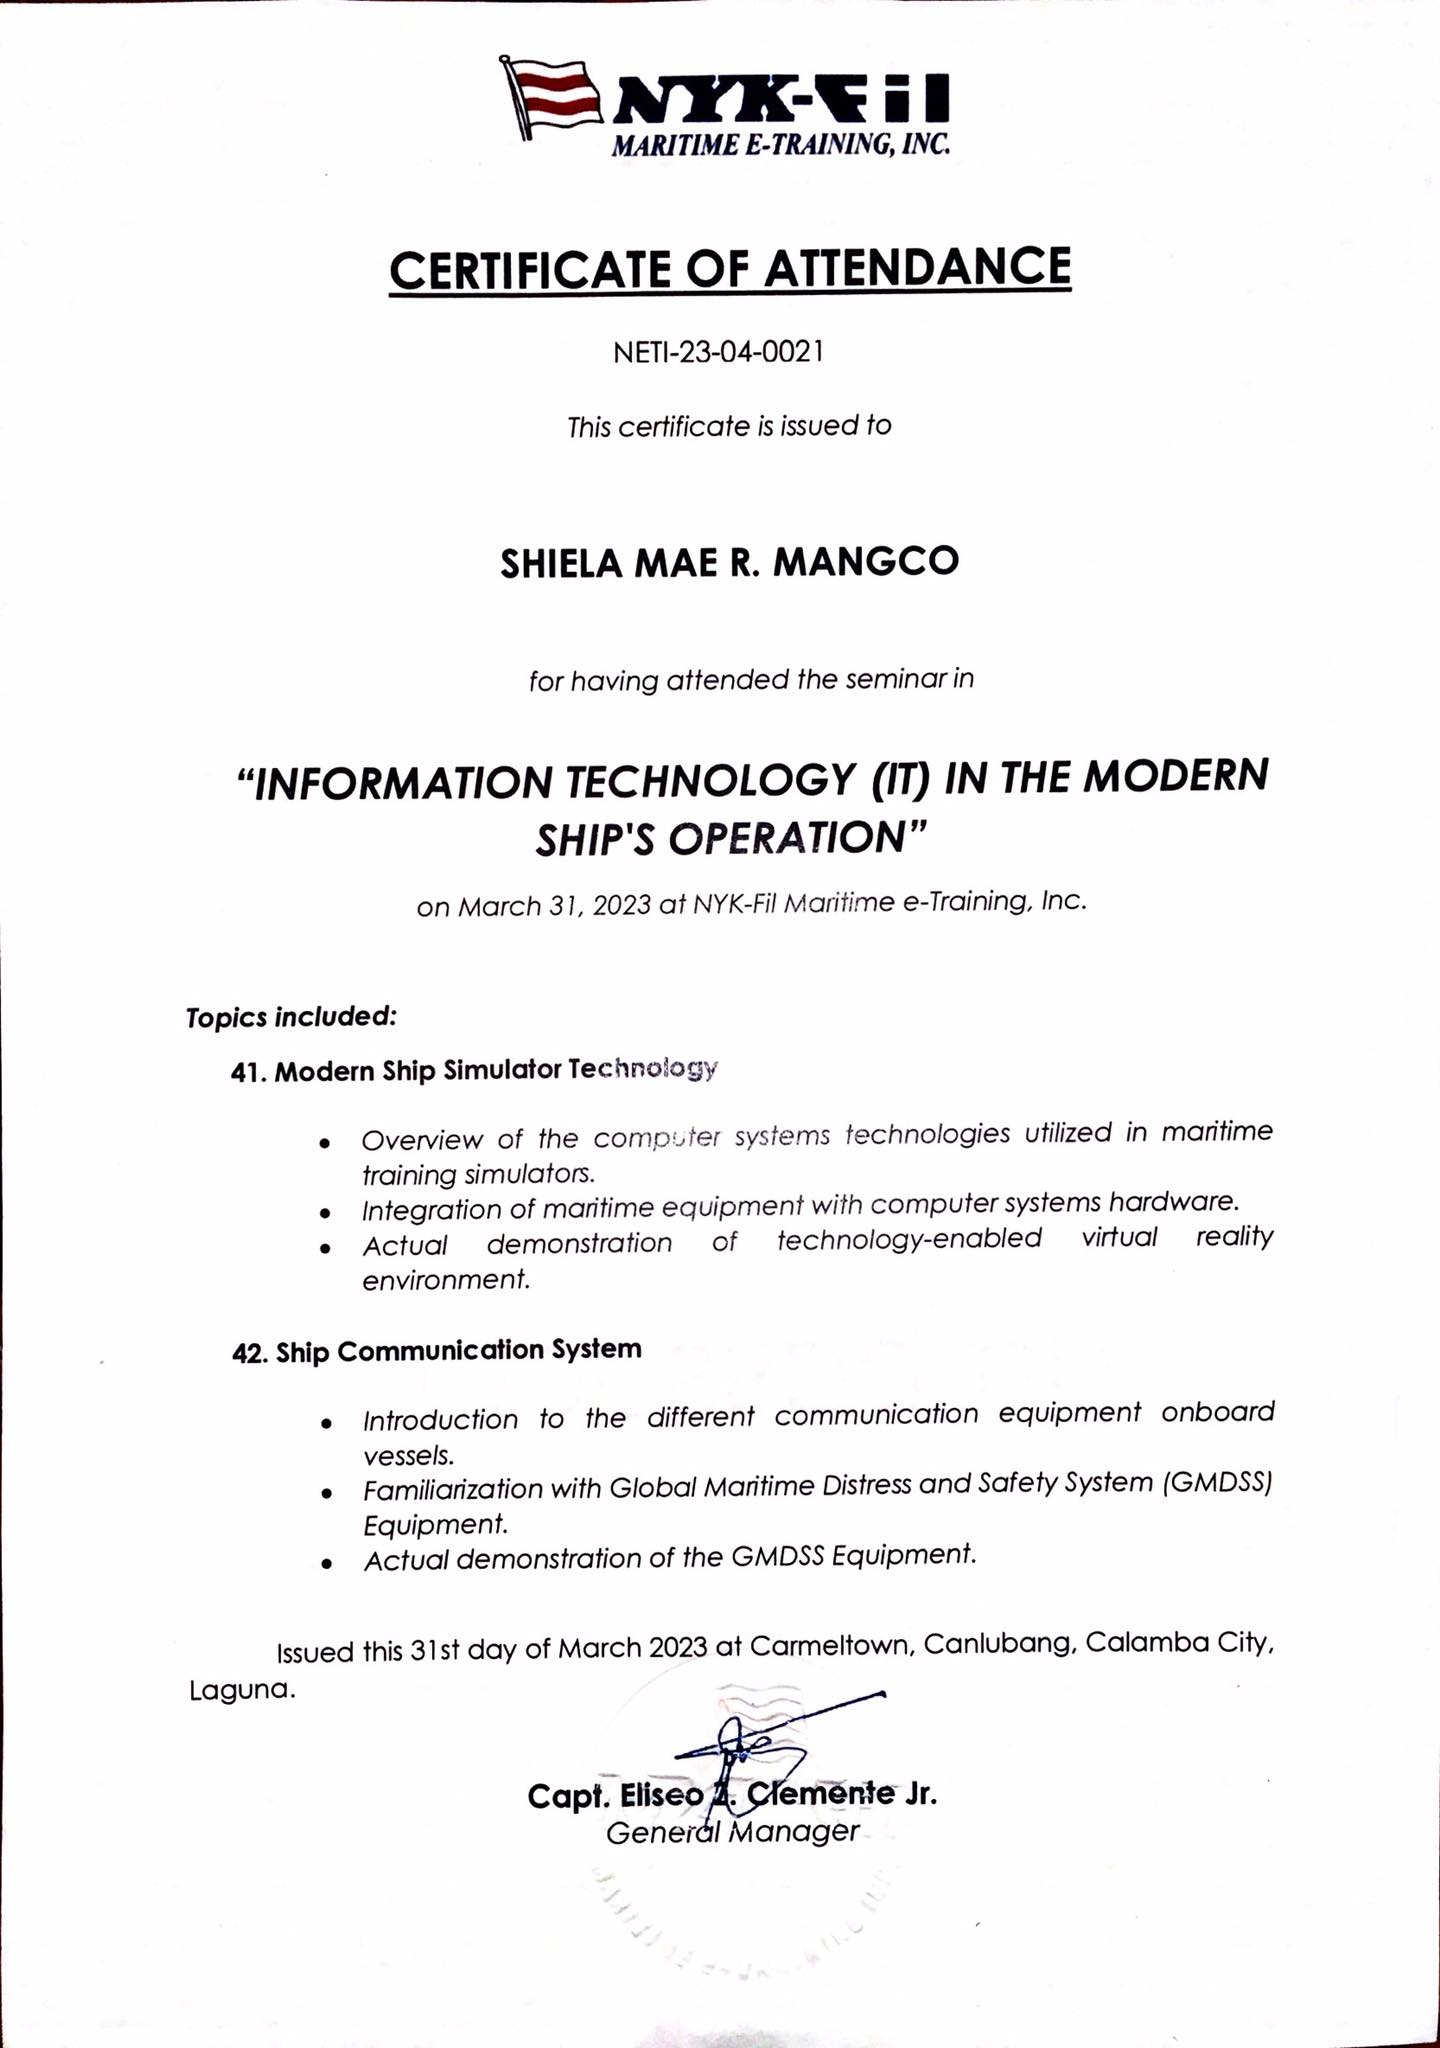 NYK-Fil
MARITIME E-TRAINING, INC.
CERTIFICATE OF ATTENDANCE
NETI-23-04-0021
This certificate is issued to
SHIELA MAE R. MANGCO
for having attended the seminar in
“INFORMATION TECHNOLOGY (IT) IN THE MODERN
SHIP'S OPERATION”
on March 31, 2023 at NYK-Fil Maritime e-Training, Inc.
Topics included:
41. Modern Ship Simulator Technology
• Overview of the computer systems technologies utilized in maritime
training simulators.
• Integration of maritime equipment with computer systems hardware.
• Actual demonstration of technology-enabled virtual reality
environment.
42. Ship Communication System
• Introduction to the different communication equipment onboard
vessels.
• Familiarization with Global Maritime Distress and Safety System (GMDSS)
Equipment.
• Actual demonstration of the GMDSS Equipment.
Issued this 31st day of March 2023 at Carmeltown, Canlubang, Calamba City,
Laguna.
Capt. Eliseo Clemente Jr.
General Manager